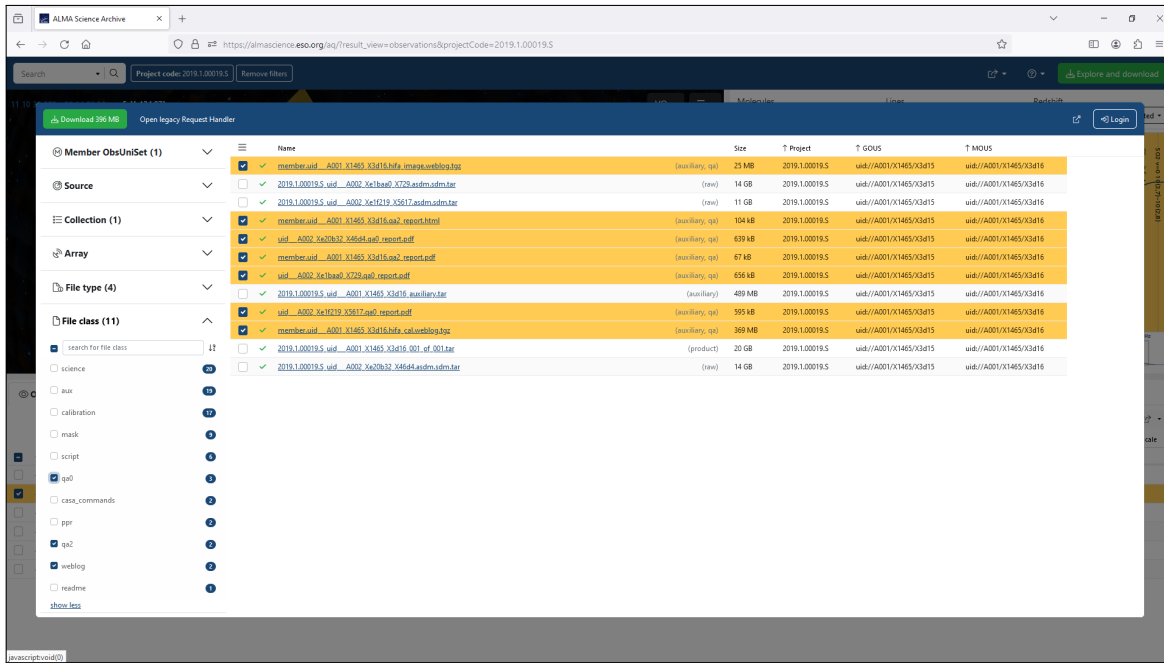 ALMA Science Archive
https://almascience.eso.org/aq/?result_view=observations&projectCode=2019.1.00019.S
Search Project code: 2019.1.00019.S Remove filters Explore and download
Molecules Lines Redshift
Download 396 MB Open legacy Request Handler Login
Member ObsUniSet (1)
Source
Collection (1)
Array
File type (4)
File class (11)
search for file class
science 20
aux 19
calibration 17
mask 9
script 6
qa0 3
casa_commands 2
ppr 2
qa2 2
weblog 2
readme 1
show less
Name Size Project GOUS MOUS
member.uid___A001_X1465_X3d16.hifa_image.weblog.tgz (auxiliary, qa) 25 MB 2019.1.00019.S uid://A001/X1465/X3d15 uid://A001/X1465/X3d16
2019.1.00019.S_uid___A002_Xe1baa0_X729.asdm.sdm.tar (raw) 14 GB 2019.1.00019.S uid://A001/X1465/X3d15 uid://A001/X1465/X3d16
2019.1.00019.S_uid___A002_Xe1f219_X5617.asdm.sdm.tar (raw) 11 GB 2019.1.00019.S uid://A001/X1465/X3d15 uid://A001/X1465/X3d16
member.uid___A001_X1465_X3d16.qa2_report.html (auxiliary, qa) 104 kB 2019.1.00019.S uid://A001/X1465/X3d15 uid://A001/X1465/X3d16
uid___A002_Xe20b32_X46d4.qa0_report.pdf (auxiliary, qa) 639 kB 2019.1.00019.S uid://A001/X1465/X3d15 uid://A001/X1465/X3d16
member.uid___A001_X1465_X3d16.qa2_report.pdf (auxiliary, qa) 67 kB 2019.1.00019.S uid://A001/X1465/X3d15 uid://A001/X1465/X3d16
uid___A002_Xe1baa0_X729.qa0_report.pdf (auxiliary, qa) 656 kB 2019.1.00019.S uid://A001/X1465/X3d15 uid://A001/X1465/X3d16
2019.1.00019.S_uid___A001_X1465_X3d16_auxiliary.tar (auxiliary) 489 MB 2019.1.00019.S uid://A001/X1465/X3d15 uid://A001/X1465/X3d16
uid___A002_Xe1f219_X5617.qa0_report.pdf (auxiliary, qa) 595 kB 2019.1.00019.S uid://A001/X1465/X3d15 uid://A001/X1465/X3d16
member.uid___A001_X1465_X3d16.hifa_cal.weblog.tgz (auxiliary, qa) 369 MB 2019.1.00019.S uid://A001/X1465/X3d15 uid://A001/X1465/X3d16
2019.1.00019.S_uid___A001_X1465_X3d16_001_of_001.tar (product) 20 GB 2019.1.00019.S uid://A001/X1465/X3d15 uid://A001/X1465/X3d16
2019.1.00019.S_uid___A002_Xe20b32_X46d4.asdm.sdm.tar (raw) 14 GB 2019.1.00019.S uid://A001/X1465/X3d15 uid://A001/X1465/X3d16
javascript:void(0)